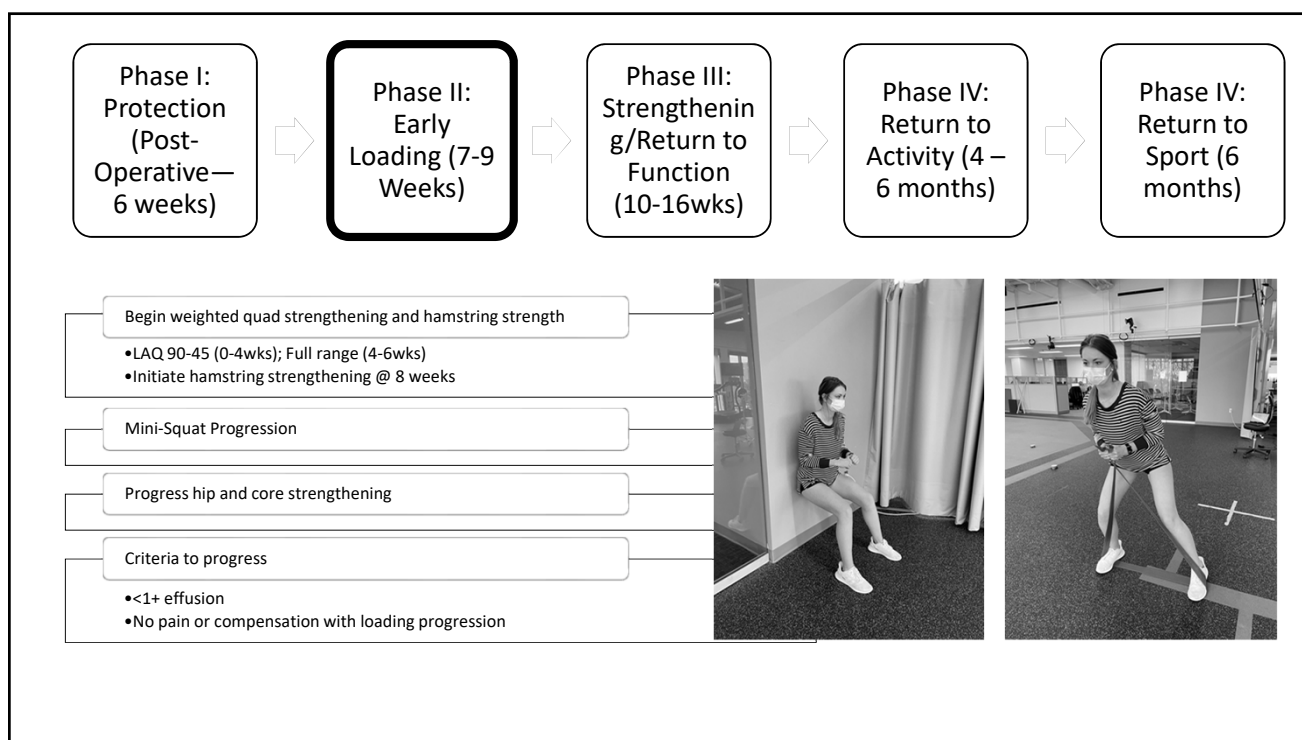 Phase I:
Protection
(Post-
Operative—
6 weeks)
Phase II:
Early
Loading (7-9
Weeks)
Phase III:
Strengthenin
g/Return to
Function
(10-16wks)
Phase IV:
Return to
Activity (4 –
6 months)
Phase IV:
Return to
Sport (6
months)
Begin weighted quad strengthening and hamstring strength
•LAQ 90-45 (0-4wks); Full range (4-6wks)
•Initiate hamstring strengthening @ 8 weeks
Mini-Squat Progression
Progress hip and core strengthening
Criteria to progress
•<1+ effusion
•No pain or compensation with loading progression